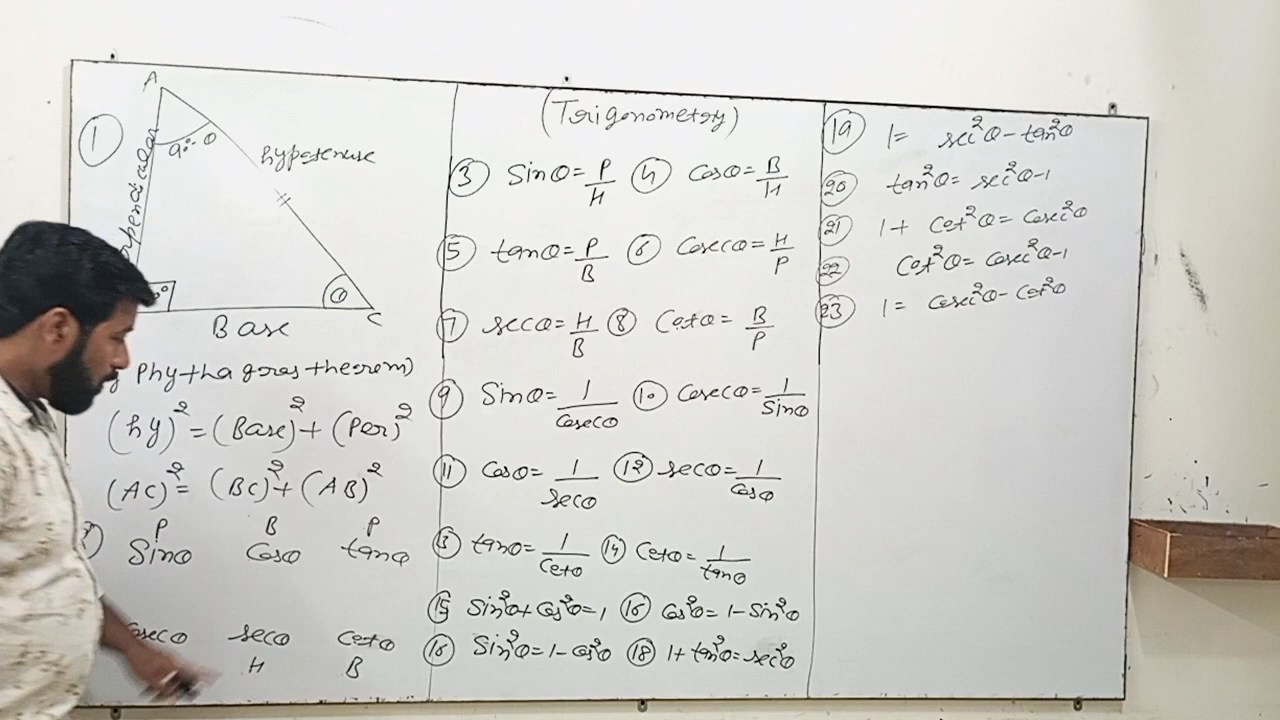 A
①
90°-θ
hypotenuse
θ
C
Base
Phythagoras theorem)
(hy)² = (Base)² + (Per)²
(AC)² = (BC)² + (AB)²
P B P
Sinθ Cosθ tanθ
secθ Cotθ
H B
(Trigonometry)
③ Sinθ = P/H ④ Cosθ = B/H
⑤ tanθ = P/B ⑥ Cosecθ = H/P
⑦ secθ = H/B ⑧ Cotθ = B/P
⑨ Sinθ = 1/Cosecθ ⑩ Cosecθ = 1/Sinθ
⑪ Cosθ = 1/secθ ⑫ secθ = 1/Cosθ
⑬ tanθ = 1/Cotθ ⑭ Cotθ = 1/tanθ
⑮ Sin²θ + Cos²θ = 1 ⑯ Cos²θ = 1 - Sin²θ
⑯ Sin²θ = 1 - Cos²θ ⑱ 1 + tan²θ = sec²θ
⑲ 1 = sec²θ - tan²θ
⑳ tan²θ = sec²θ - 1
㉑ 1 + Cot²θ = Cosec²θ
㉒ Cot²θ = Cosec²θ - 1
㉓ 1 = Cosec²θ - Cot²θ